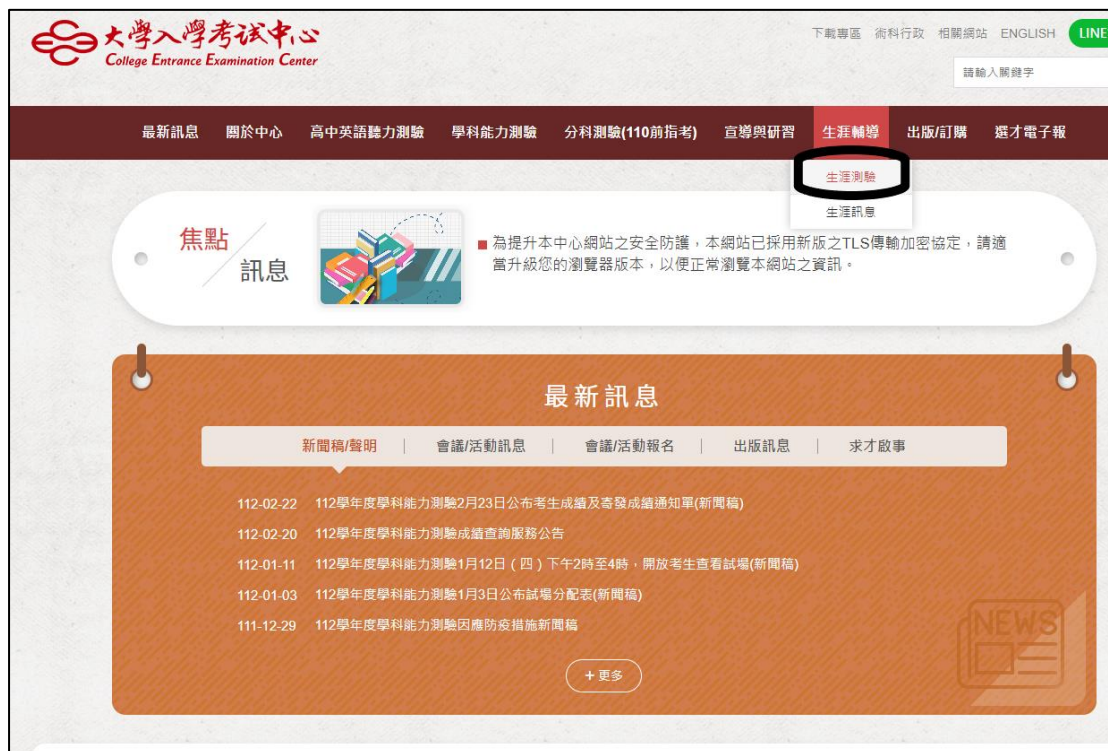 大學入學考試中心
College Entrance Examination Center
下載專區 術科行政 相關網站 ENGLISH LINE
請輸入關鍵字
最新訊息 關於中心 高中英語聽力測驗 學科能力測驗 分科測驗(110前指考) 宣導與研習 生涯輔導 出版/訂購 選才電子報
生涯測驗
生涯訊息
焦點
訊息
為提升本中心網站之安全防護，本網站已採用新版之TLS傳輸加密協定，請適
當升級您的瀏覽器版本，以便正常瀏覽本網站之資訊。
最新訊息
新聞稿/聲明 | 會議/活動訊息 | 會議/活動報名 | 出版訊息 | 求才啟事
112-02-22 112學年度學科能力測驗2月23日公布考生成績及寄發成績通知單(新聞稿)
112-02-20 112學年度學科能力測驗成績查詢服務公告
112-01-11 112學年度學科能力測驗1月12日（四）下午2時至4時，開放考生查看試場(新聞稿)
112-01-03 112學年度學科能力測驗1月3日公布試場分配表(新聞稿)
111-12-29 112學年度學科能力測驗因應防疫措施新聞稿
NEWS
+更多